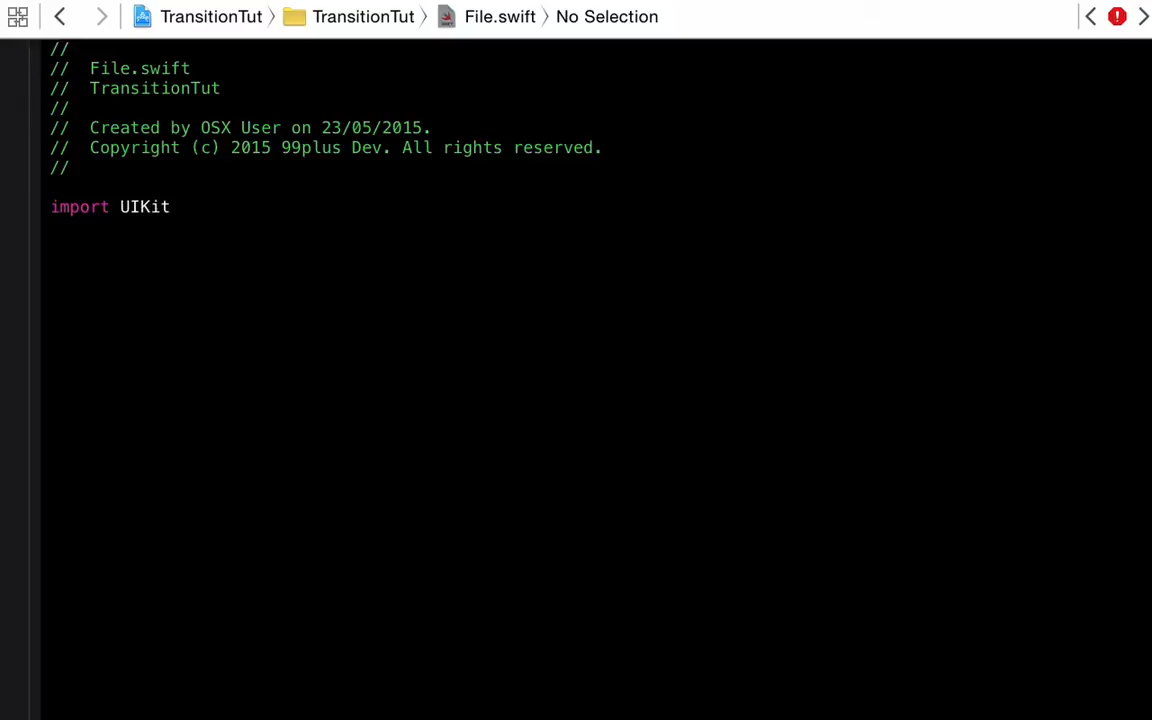 TransitionTut TransitionTut File.swift No Selection
//
//  File.swift
//  TransitionTut
//
//  Created by OSX User on 23/05/2015.
//  Copyright (c) 2015 99plus Dev. All rights reserved.
//
import UIKit